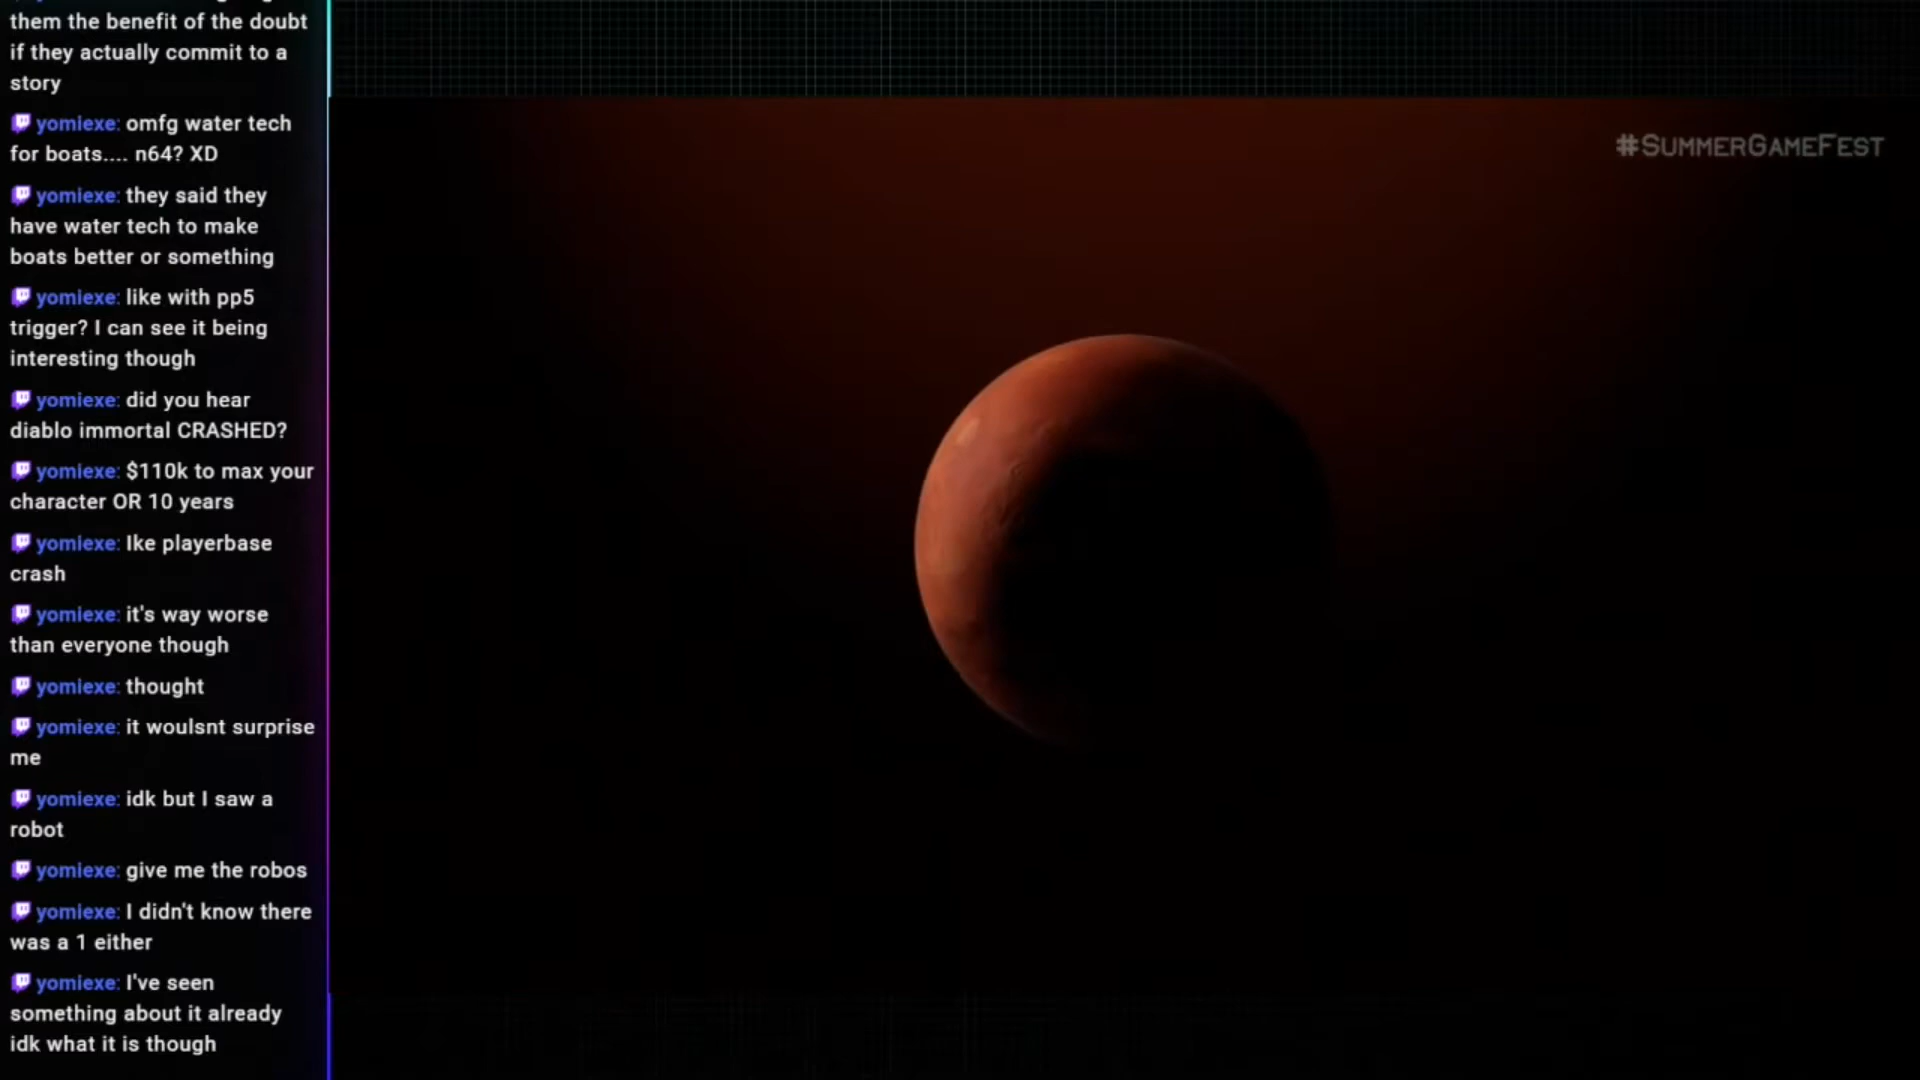 them the benefit of the doubt
if they actually commit to a
story
yomiexe: omfg water tech
for boats.... n64? XD
yomiexe: they said they
have water tech to make
boats better or something
yomiexe: like with pp5
trigger? I can see it being
interesting though
yomiexe: did you hear
diablo immortal CRASHED?
yomiexe: $110k to max your
character OR 10 years
yomiexe: Ike playerbase
crash
yomiexe: it's way worse
than everyone though
yomiexe: thought
yomiexe: it woulsnt surprise
me
yomiexe: idk but I saw a
robot
yomiexe: give me the robos
yomiexe: I didn't know there
was a 1 either
yomiexe: I've seen
something about it already
idk what it is though
#SUMMERGAMEFEST